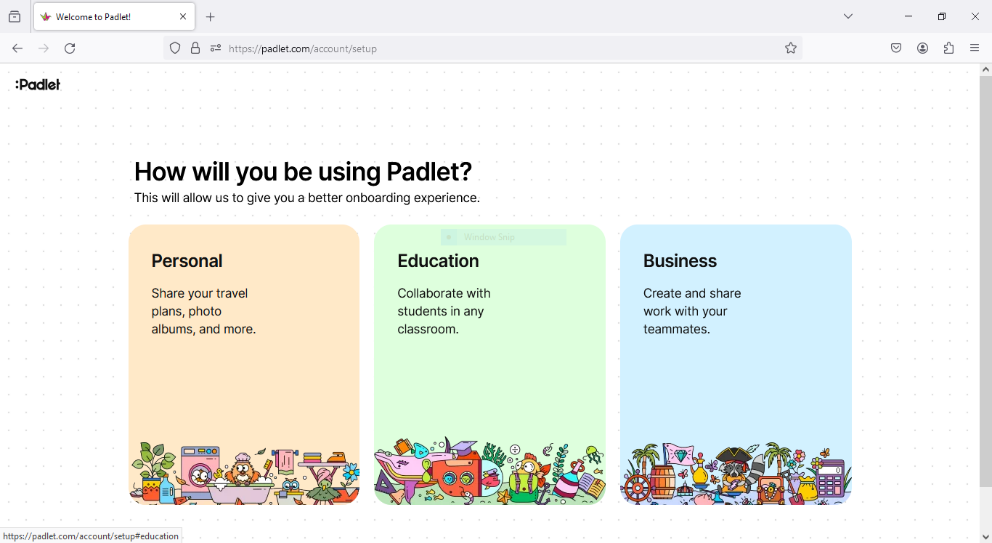 Welcome to Padlet!
https://padlet.com/account/setup
:Padlet
How will you be using Padlet?
This will allow us to give you a better onboarding experience.
Window Snip
Personal
Share your travel
plans, photo
albums, and more.
Education
Collaborate with
students in any
classroom.
Business
Create and share
work with your
teammates.
https://padlet.com/account/setup#education